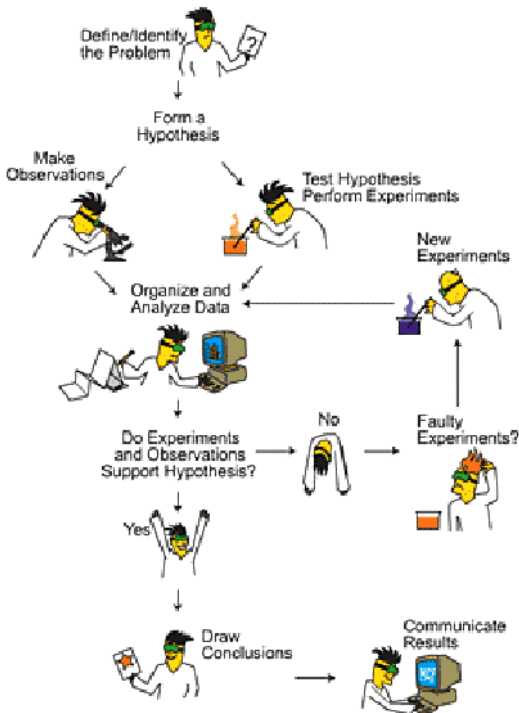 Define/Identify
the Problem
?
Form a
Hypothesis
Make
Observations
Test Hypothesis
Perform Experiments
New
Experiments
Organize and
Analyze Data
No
Faulty
Experiments?
Do Experiments
and Observations
Support Hypothesis?
Yes
Draw
Conclusions
Communicate
Results